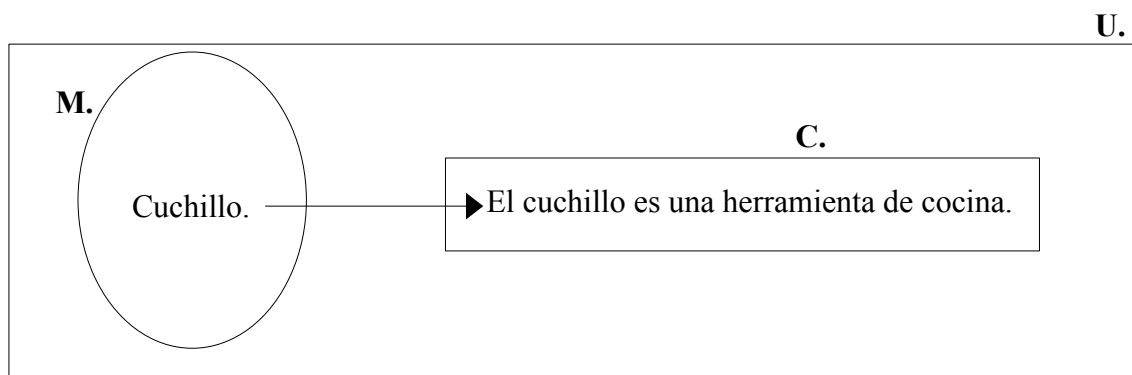 U.
M.
C.
Cuchillo.
El cuchillo es una herramienta de cocina.